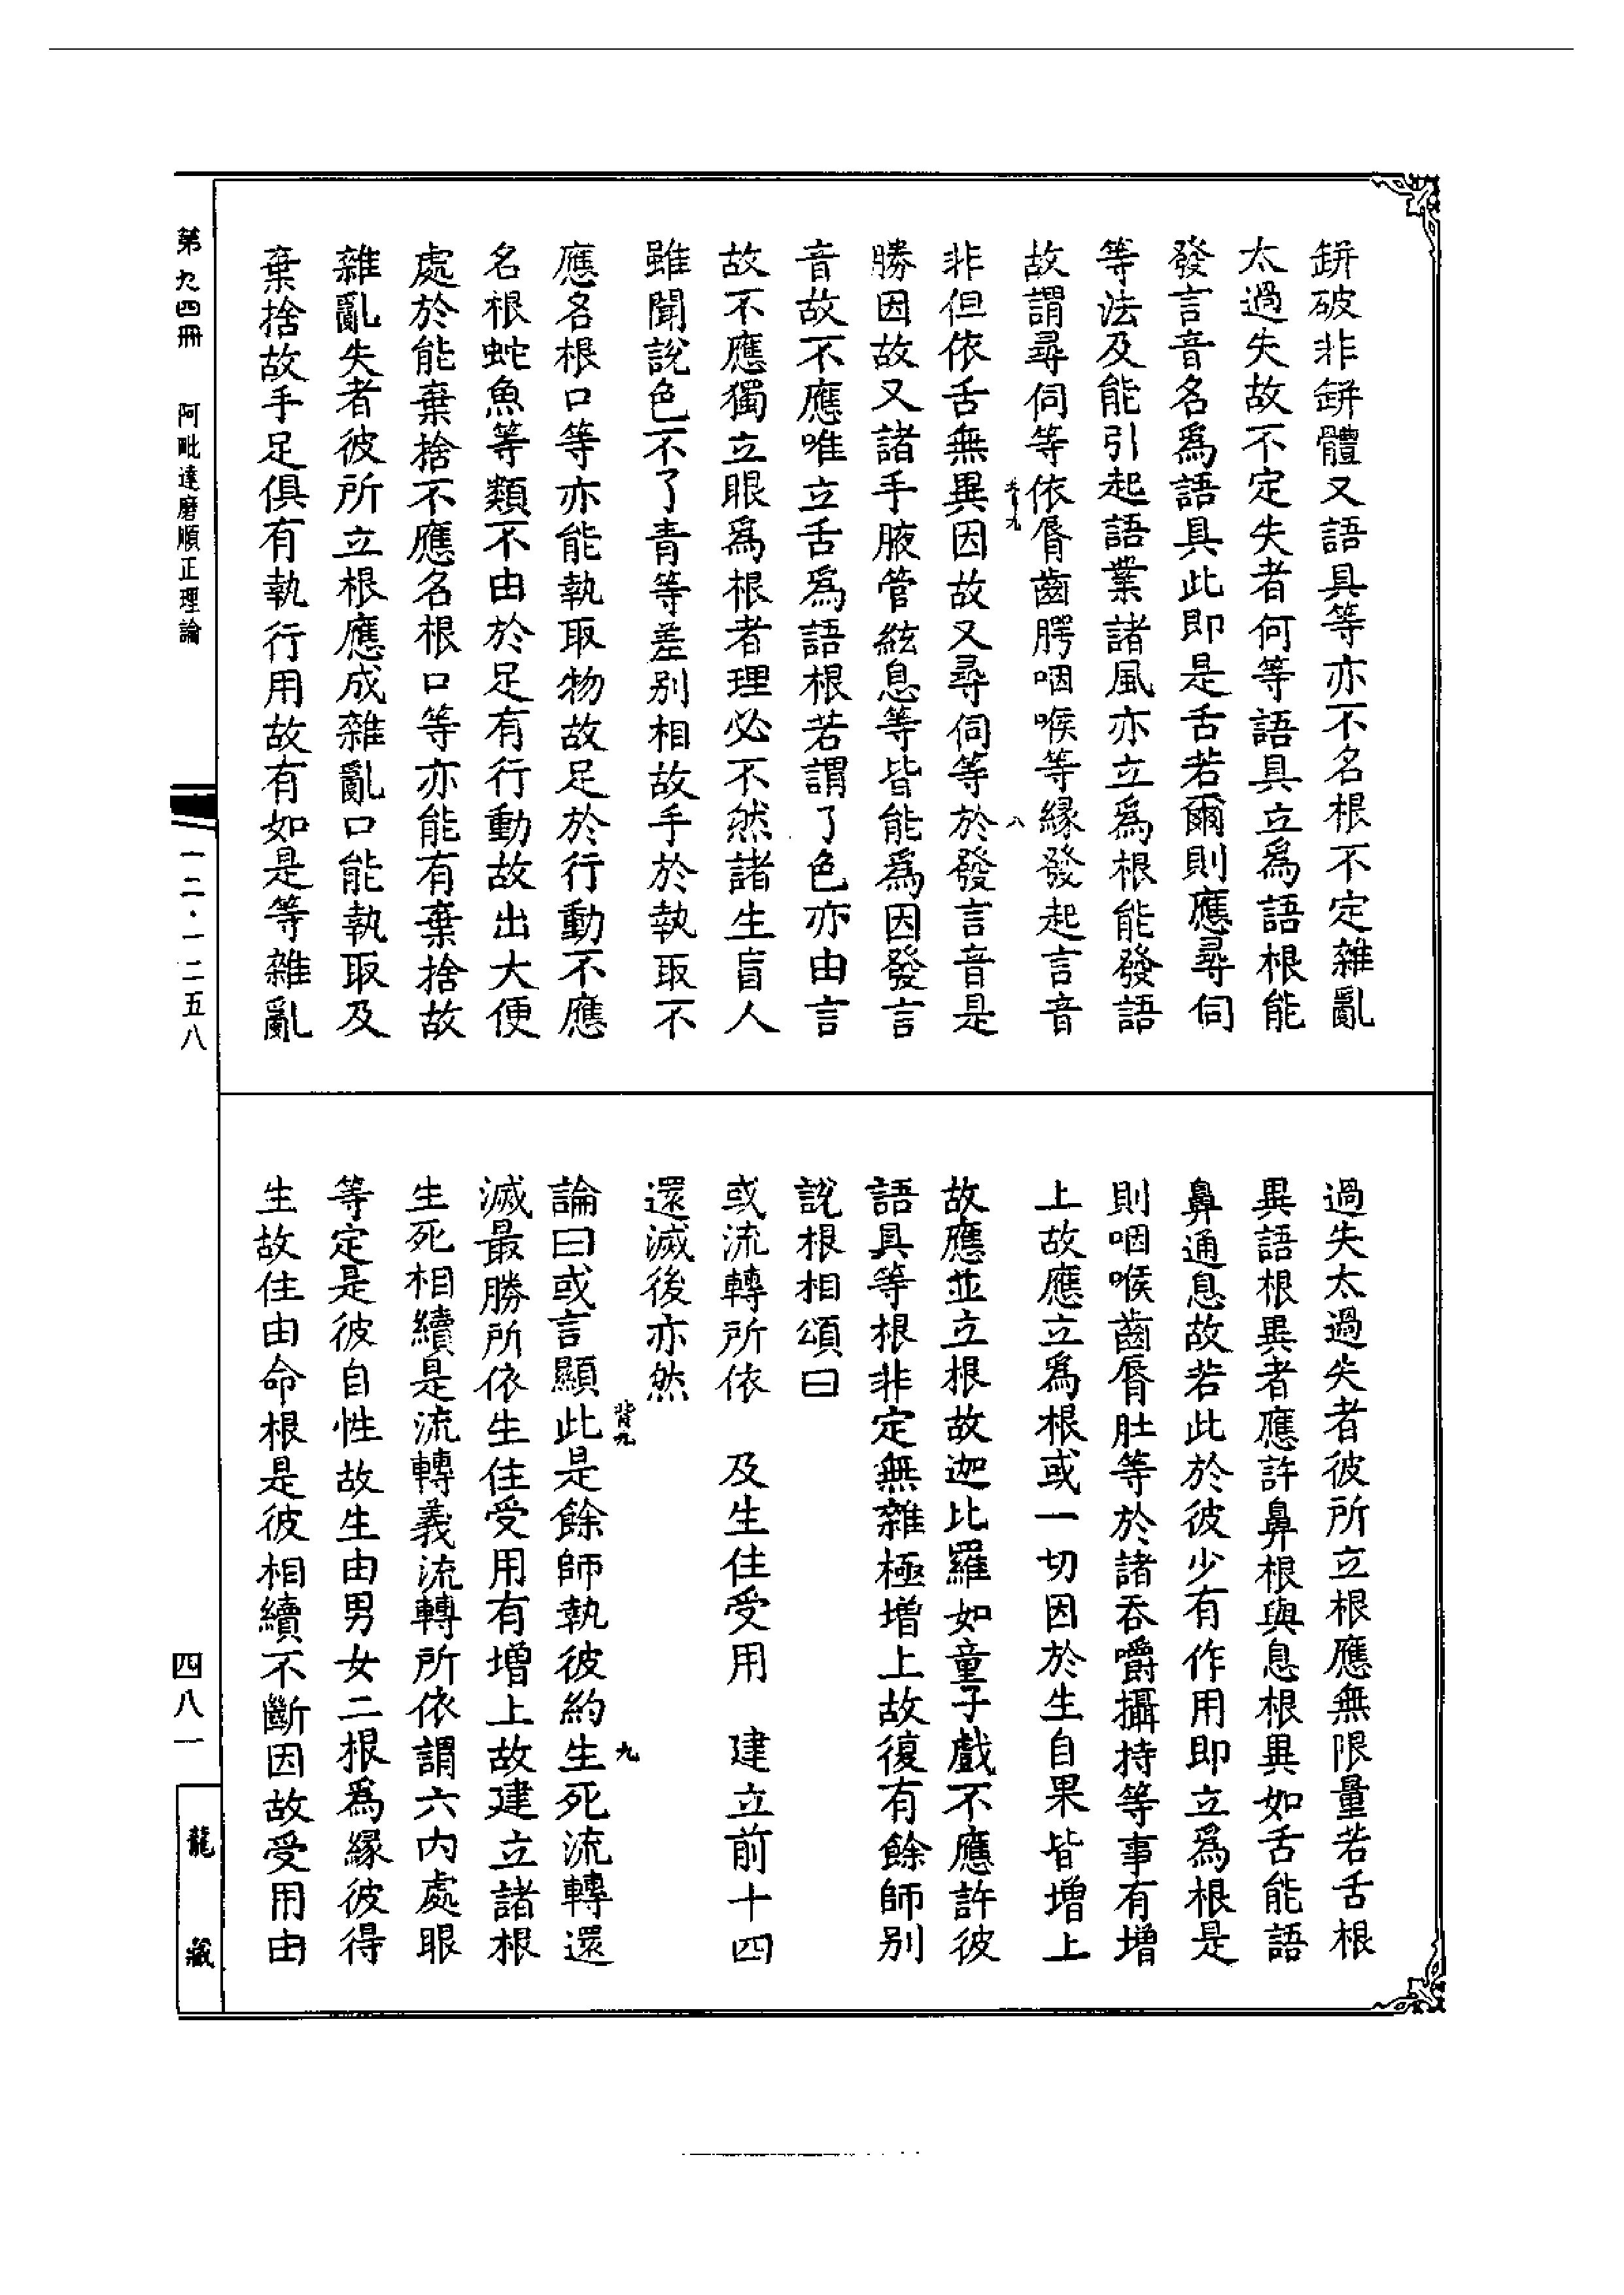 缾破非缾體又語具等亦不名根不定雜亂
太過失故不定失者何等語具立爲語根能
發言音名爲語具此即是舌若爾則應尋伺
等法及能引起語業諸風亦立爲根能發語
故謂尋伺等依脣齒腭咽喉等緣發起言音
八
非但依舌無異因故又尋伺等於發言音是
勝因故又諸手腋管絃息等皆能爲因發言
音故不應唯立舌爲語根若謂了色亦由言
故不應獨立眼爲根者理必不然諸生盲人
雖聞說色不了青等差別相故手於執取不
應名根口等亦能執取物故足於行動不應
名根蛇魚等類不由於足有行動故出大便
處於能棄捨不應名根口等亦能有棄捨故
雜亂失者彼所立根應成雜亂口能執取及
棄捨故手足俱有執行用故有如是等雜亂
過失太過失者彼所立根應無限量若舌根
異語根異者應許鼻根與息根異如舌能語
鼻通息故若此於彼少有作用即立爲根是
則咽喉齒脣肚等於諸吞嚼攝持等事有增
上故應立爲根或一切因於生自果皆增上
故應並立根故迦比羅如童子戲不應許彼
語具等根非定無雜極增上故復有餘師別
說根相頌曰
或流轉所依　及生住受用　建立前十四
還滅後亦然
背九　九
論曰或言顯此是餘師執彼約生死流轉還
滅最勝所依生住受用有增上故建立諸根
生死相續是流轉義流轉所依謂六內處眼
等定是彼自性故生由男女二根爲緣彼得
生故住由命根是彼相續不斷因故受用由
第九四冊　阿毗達磨順正理論
一二·一二五八
四八一
龍藏